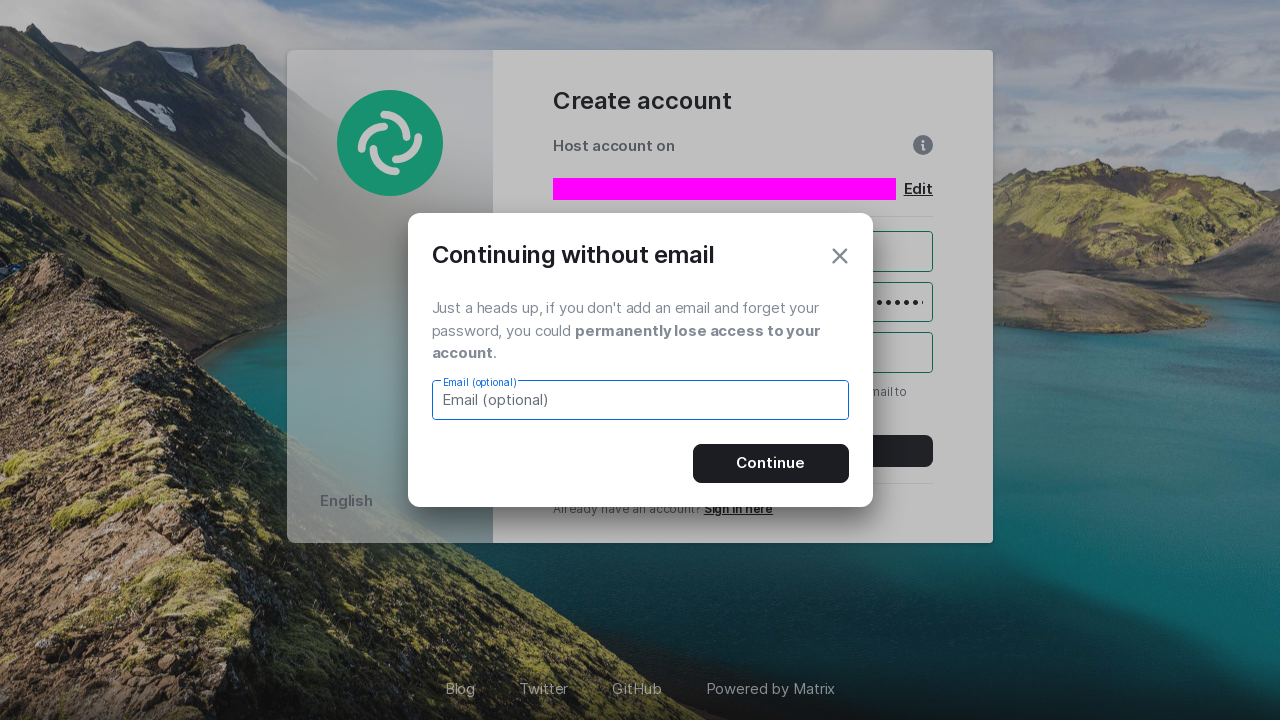 Create account
Host account on
Edit
Continuing without email
Just a heads up, if you don't add an email and forget your
password, you could permanently lose access to your
account.
Email (optional)
Email (optional)
mail to
Continue
English
Already have an account? Sign in here
Blog Twitter GitHub Powered by Matrix